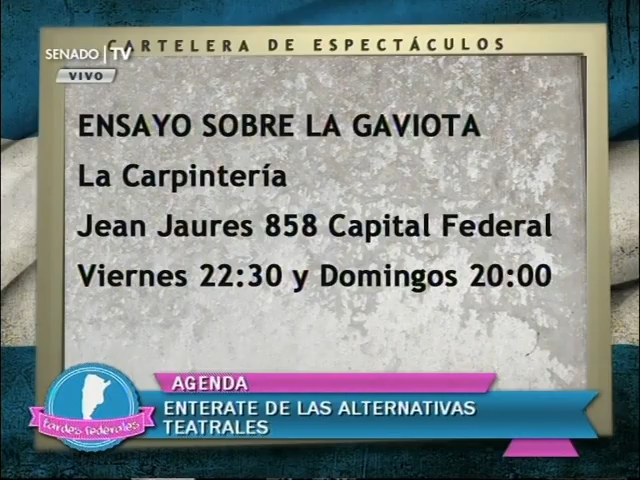 CARTELERA DE ESPECTÁCULOS
SENADO TV
VIVO
ENSAYO SOBRE LA GAVIOTA
La Carpintería
Jean Jaures 858 Capital Federal
Viernes 22:30 y Domingos 20:00
AGENDA
ENTERATE DE LAS ALTERNATIVAS
TEATRALES
tardes federales